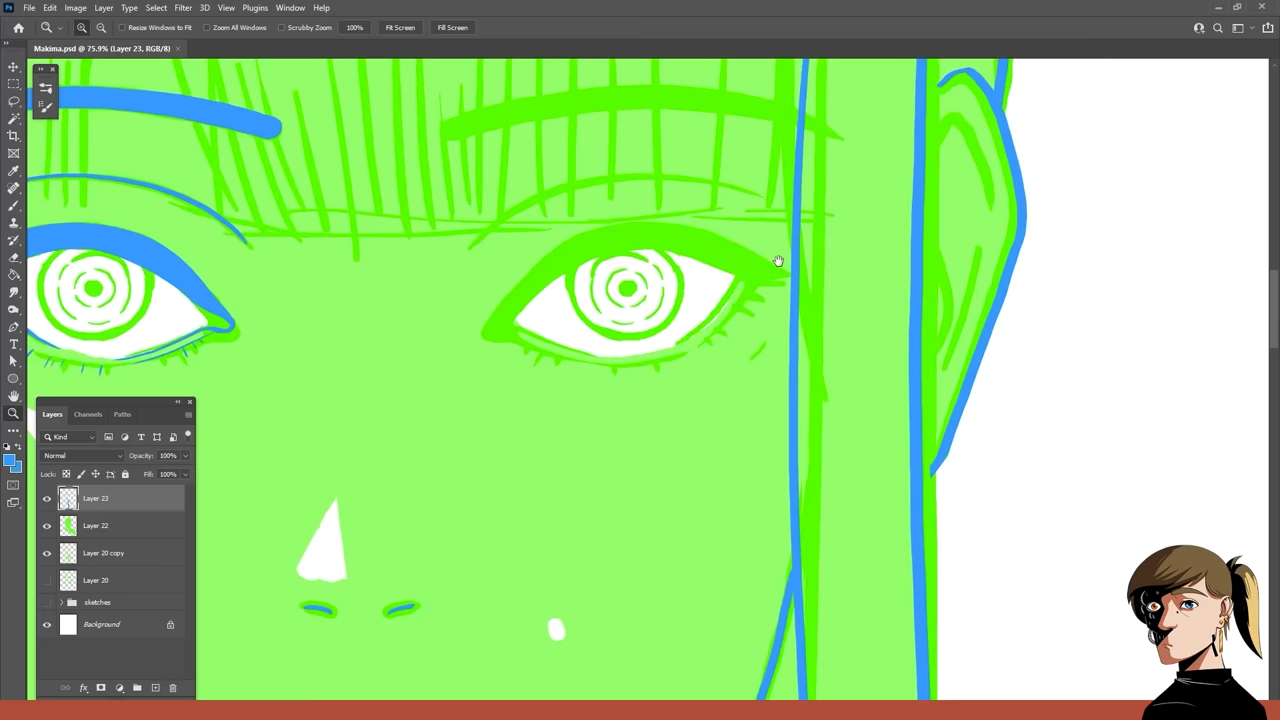 Ps File Edit Image Layer Type Select Filter 3D View Plugins Window Help
Resize Windows to Fit Zoom All Windows Scrubby Zoom 100% Fit Screen Fill Screen
Makima.psd @ 75.9% (Layer 23, RGB/8) ×
Layers Channels Paths
Kind
Normal Opacity: 100%
Lock: Fill: 100%
Layer 23
Layer 22
Layer 20 copy
Layer 20
sketches
Background
fx